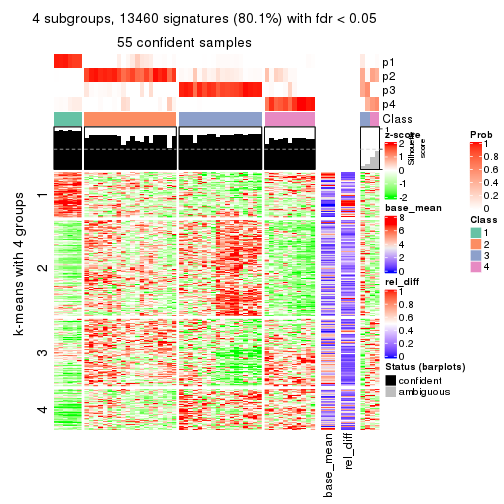 4 subgroups, 13460 signatures (80.1%) with fdr < 0.05
55 confident samples
p1
p2
p3
p4
Class
1
Silhouette
score
z-score
2
1
0
-1
-2
base_mean
8
6
4
2
0
rel_diff
1
0.8
0.6
0.4
0.2
0
Status (barplots)
confident
ambiguous
Prob
1
0.8
0.6
0.4
0.2
0
Class
1
2
3
4
k-means with 4 groups
1
2
3
4
base_mean
rel_diff